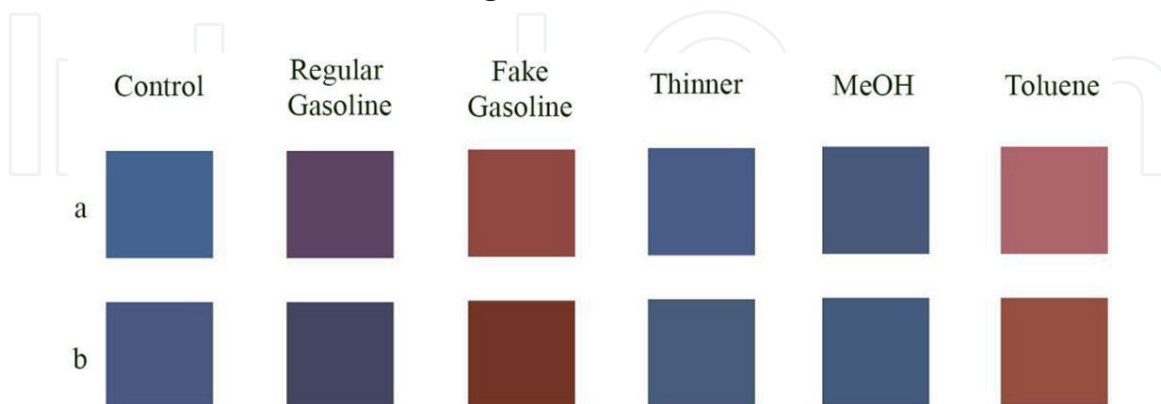 Control
Regular
Gasoline
Fake
Gasoline
Thinner
MeOH
Toluene
a
b